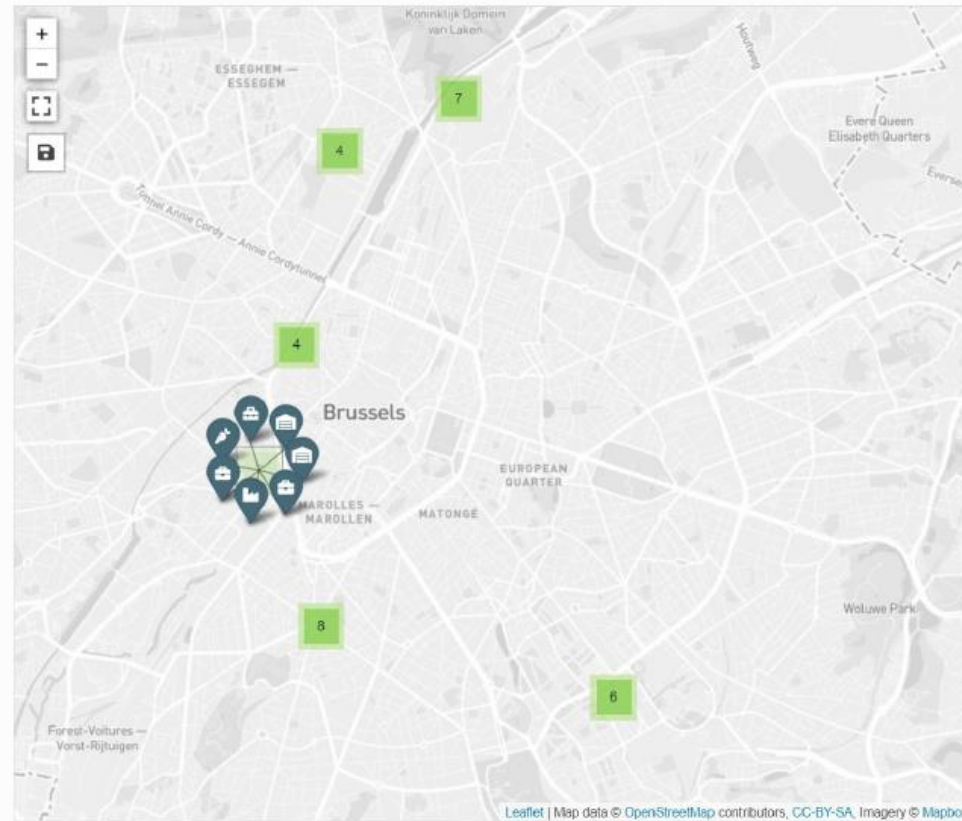 Koninklijk Domein
van Laken
+
−
ESSEGHEM —
ESSEGEM
Houtweg
7
4
Evere Queen
Elisabeth Quarters
Tunnel Annie Cordy — Annie Cordytunnel
4
Brussels
EUROPEAN
QUARTER
MAROLLES —
MAROLLEN
MATONGE
Woluwe Park
8
6
Forest-Voitures —
Vorst-Rijtuigen
Leaflet | Map data © OpenStreetMap contributors, CC-BY-SA, Imagery © Mapbo